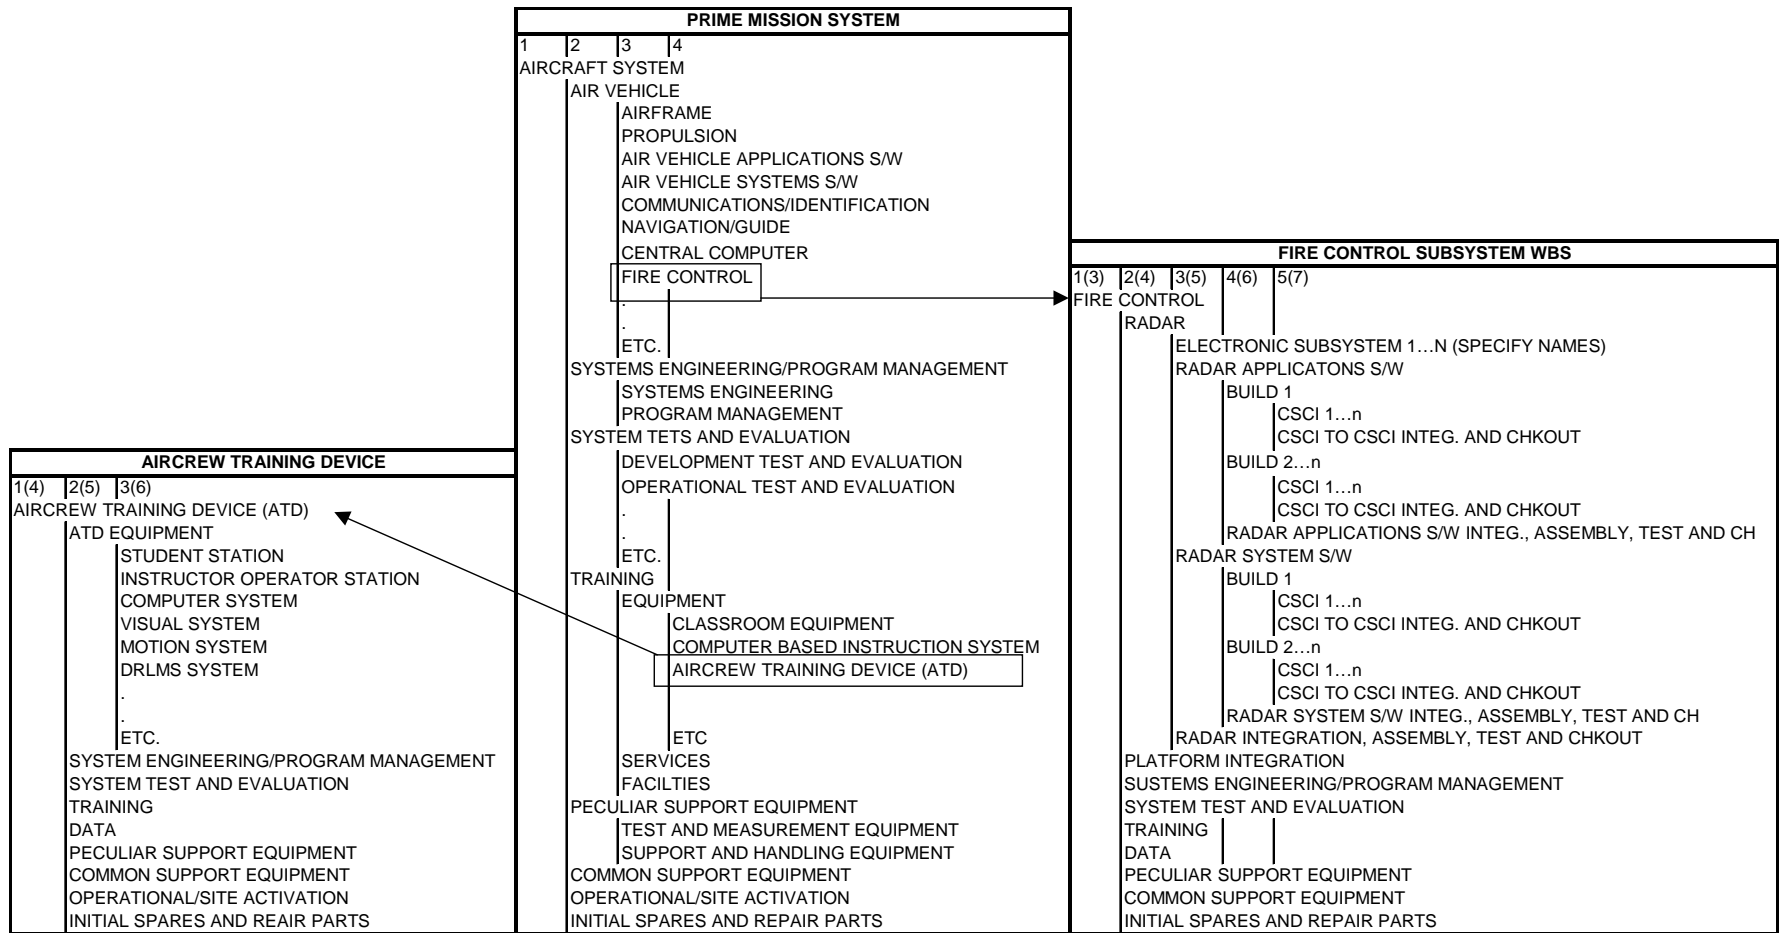 PRIME MISSION SYSTEM
1 2 3 4
AIRCRAFT SYSTEM
AIR VEHICLE
AIRFRAME
PROPULSION
AIR VEHICLE APPLICATIONS S/W
AIR VEHICLE SYSTEMS S/W
COMMUNICATIONS/IDENTIFICATION
NAVIGATION/GUIDE
CENTRAL COMPUTER
FIRE CONTROL
.
.
ETC.
SYSTEMS ENGINEERING/PROGRAM MANAGEMENT
SYSTEMS ENGINEERING
PROGRAM MANAGEMENT
SYSTEM TETS AND EVALUATION
DEVELOPMENT TEST AND EVALUATION
OPERATIONAL TEST AND EVALUATION
.
.
ETC.
TRAINING
EQUIPMENT
CLASSROOM EQUIPMENT
COMPUTER BASED INSTRUCTION SYSTEM
AIRCREW TRAINING DEVICE (ATD)
ETC
SERVICES
FACILTIES
PECULIAR SUPPORT EQUIPMENT
TEST AND MEASUREMENT EQUIPMENT
SUPPORT AND HANDLING EQUIPMENT
COMMON SUPPORT EQUIPMENT
OPERATIONAL/SITE ACTIVATION
INITIAL SPARES AND REPAIR PARTS
AIRCREW TRAINING DEVICE
1(4) 2(5) 3(6)
AIRCREW TRAINING DEVICE (ATD)
ATD EQUIPMENT
STUDENT STATION
INSTRUCTOR OPERATOR STATION
COMPUTER SYSTEM
VISUAL SYSTEM
MOTION SYSTEM
DRLMS SYSTEM
.
.
ETC.
SYSTEM ENGINEERING/PROGRAM MANAGEMENT
SYSTEM TEST AND EVALUATION
TRAINING
DATA
PECULIAR SUPPORT EQUIPMENT
COMMON SUPPORT EQUIPMENT
OPERATIONAL/SITE ACTIVATION
INITIAL SPARES AND REAIR PARTS
FIRE CONTROL SUBSYSTEM WBS
1(3) 2(4) 3(5) 4(6) 5(7)
FIRE CONTROL
RADAR
ELECTRONIC SUBSYSTEM 1…N (SPECIFY NAMES)
RADAR APPLICATONS S/W
BUILD 1
CSCI 1…n
CSCI TO CSCI INTEG. AND CHKOUT
BUILD 2…n
CSCI 1…n
CSCI TO CSCI INTEG. AND CHKOUT
RADAR APPLICATIONS S/W INTEG., ASSEMBLY, TEST AND CH
RADAR SYSTEM S/W
BUILD 1
CSCI 1…n
CSCI TO CSCI INTEG. AND CHKOUT
BUILD 2…n
CSCI 1…n
CSCI TO CSCI INTEG. AND CHKOUT
RADAR SYSTEM S/W INTEG., ASSEMBLY, TEST AND CH
RADAR INTEGRATION, ASSEMBLY, TEST AND CHKOUT
PLATFORM INTEGRATION
SUSTEMS ENGINEERING/PROGRAM MANAGEMENT
SYSTEM TEST AND EVALUATION
TRAINING
DATA
PECULIAR SUPPORT EQUIPMENT
COMMON SUPPORT EQUIPMENT
INITIAL SPARES AND REPAIR PARTS